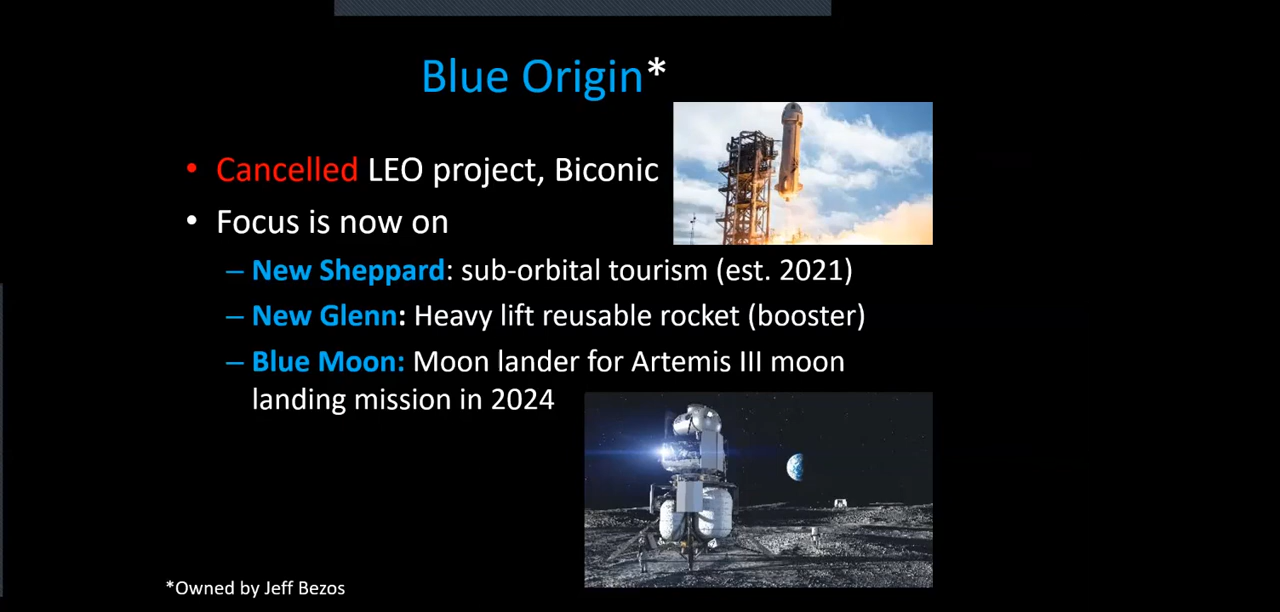 Blue Origin*
• Cancelled LEO project, Biconic
• Focus is now on
– New Sheppard: sub-orbital tourism (est. 2021)
– New Glenn: Heavy lift reusable rocket (booster)
– Blue Moon: Moon lander for Artemis III moon
landing mission in 2024
*Owned by Jeff Bezos